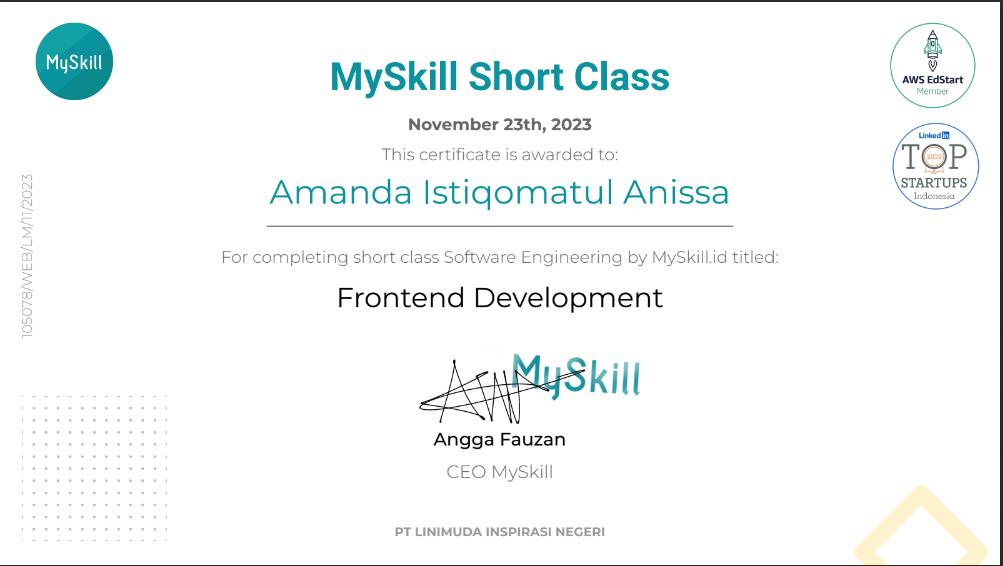 MySkill
MySkill Short Class
AWS EdStart
Member
November 23th, 2023
This certificate is awarded to:
Linked in
TOP
2022
STARTUPS
Indonesia
Amanda Istiqomatul Anissa
105078/WEB/LM/11/2023
For completing short class Software Engineering by MySkill.id titled:
Frontend Development
MySkill
Angga Fauzan
CEO MySkill
PT LINIMUDA INSPIRASI NEGERI